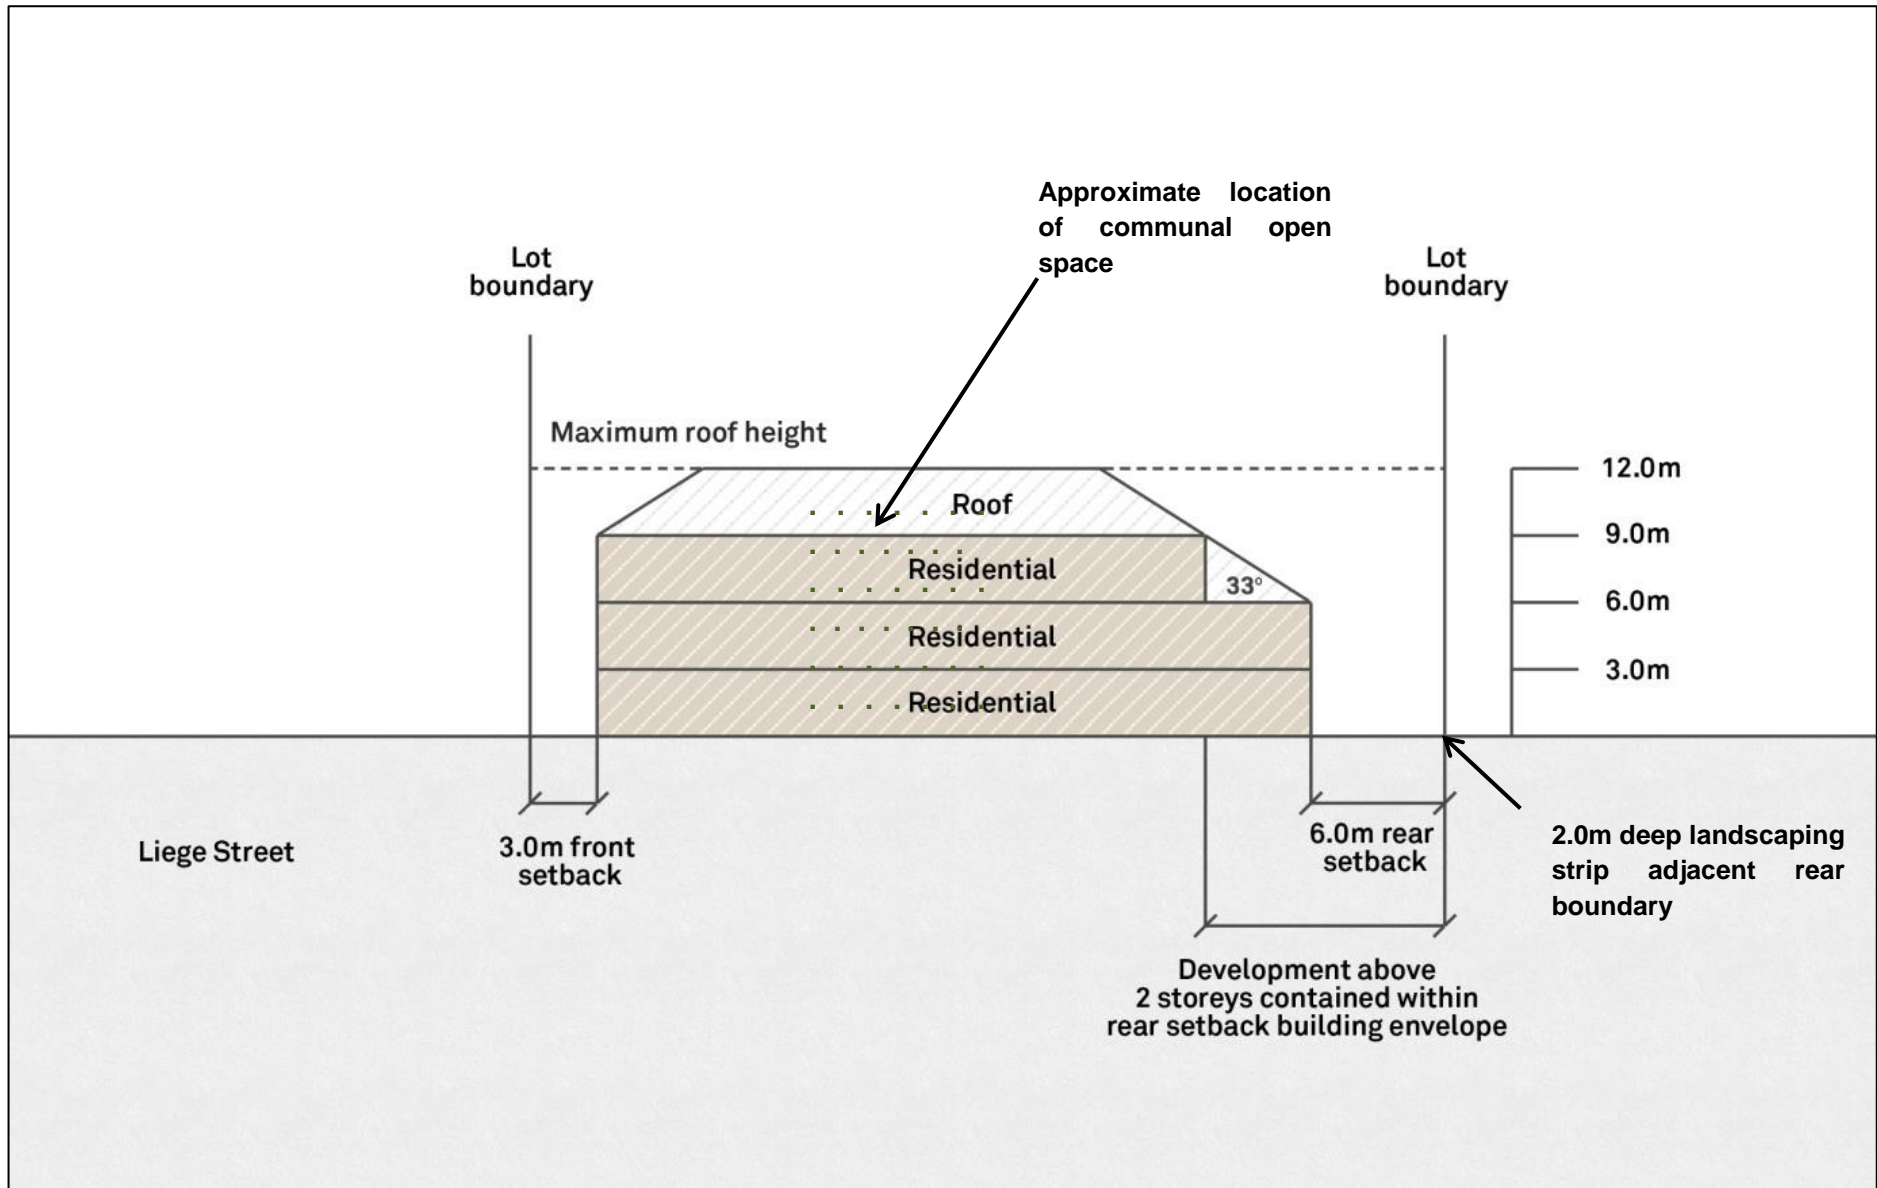 Approximate location
of communal open
space
Lot
boundary
Lot
boundary
Maximum roof height
12.0m
Roof
9.0m
Residential
33°
6.0m
Residential
3.0m
Residential
Liege Street
3.0m front
setback
6.0m rear
setback
2.0m deep landscaping
strip adjacent rear
boundary
Development above
2 storeys contained within
rear setback building envelope